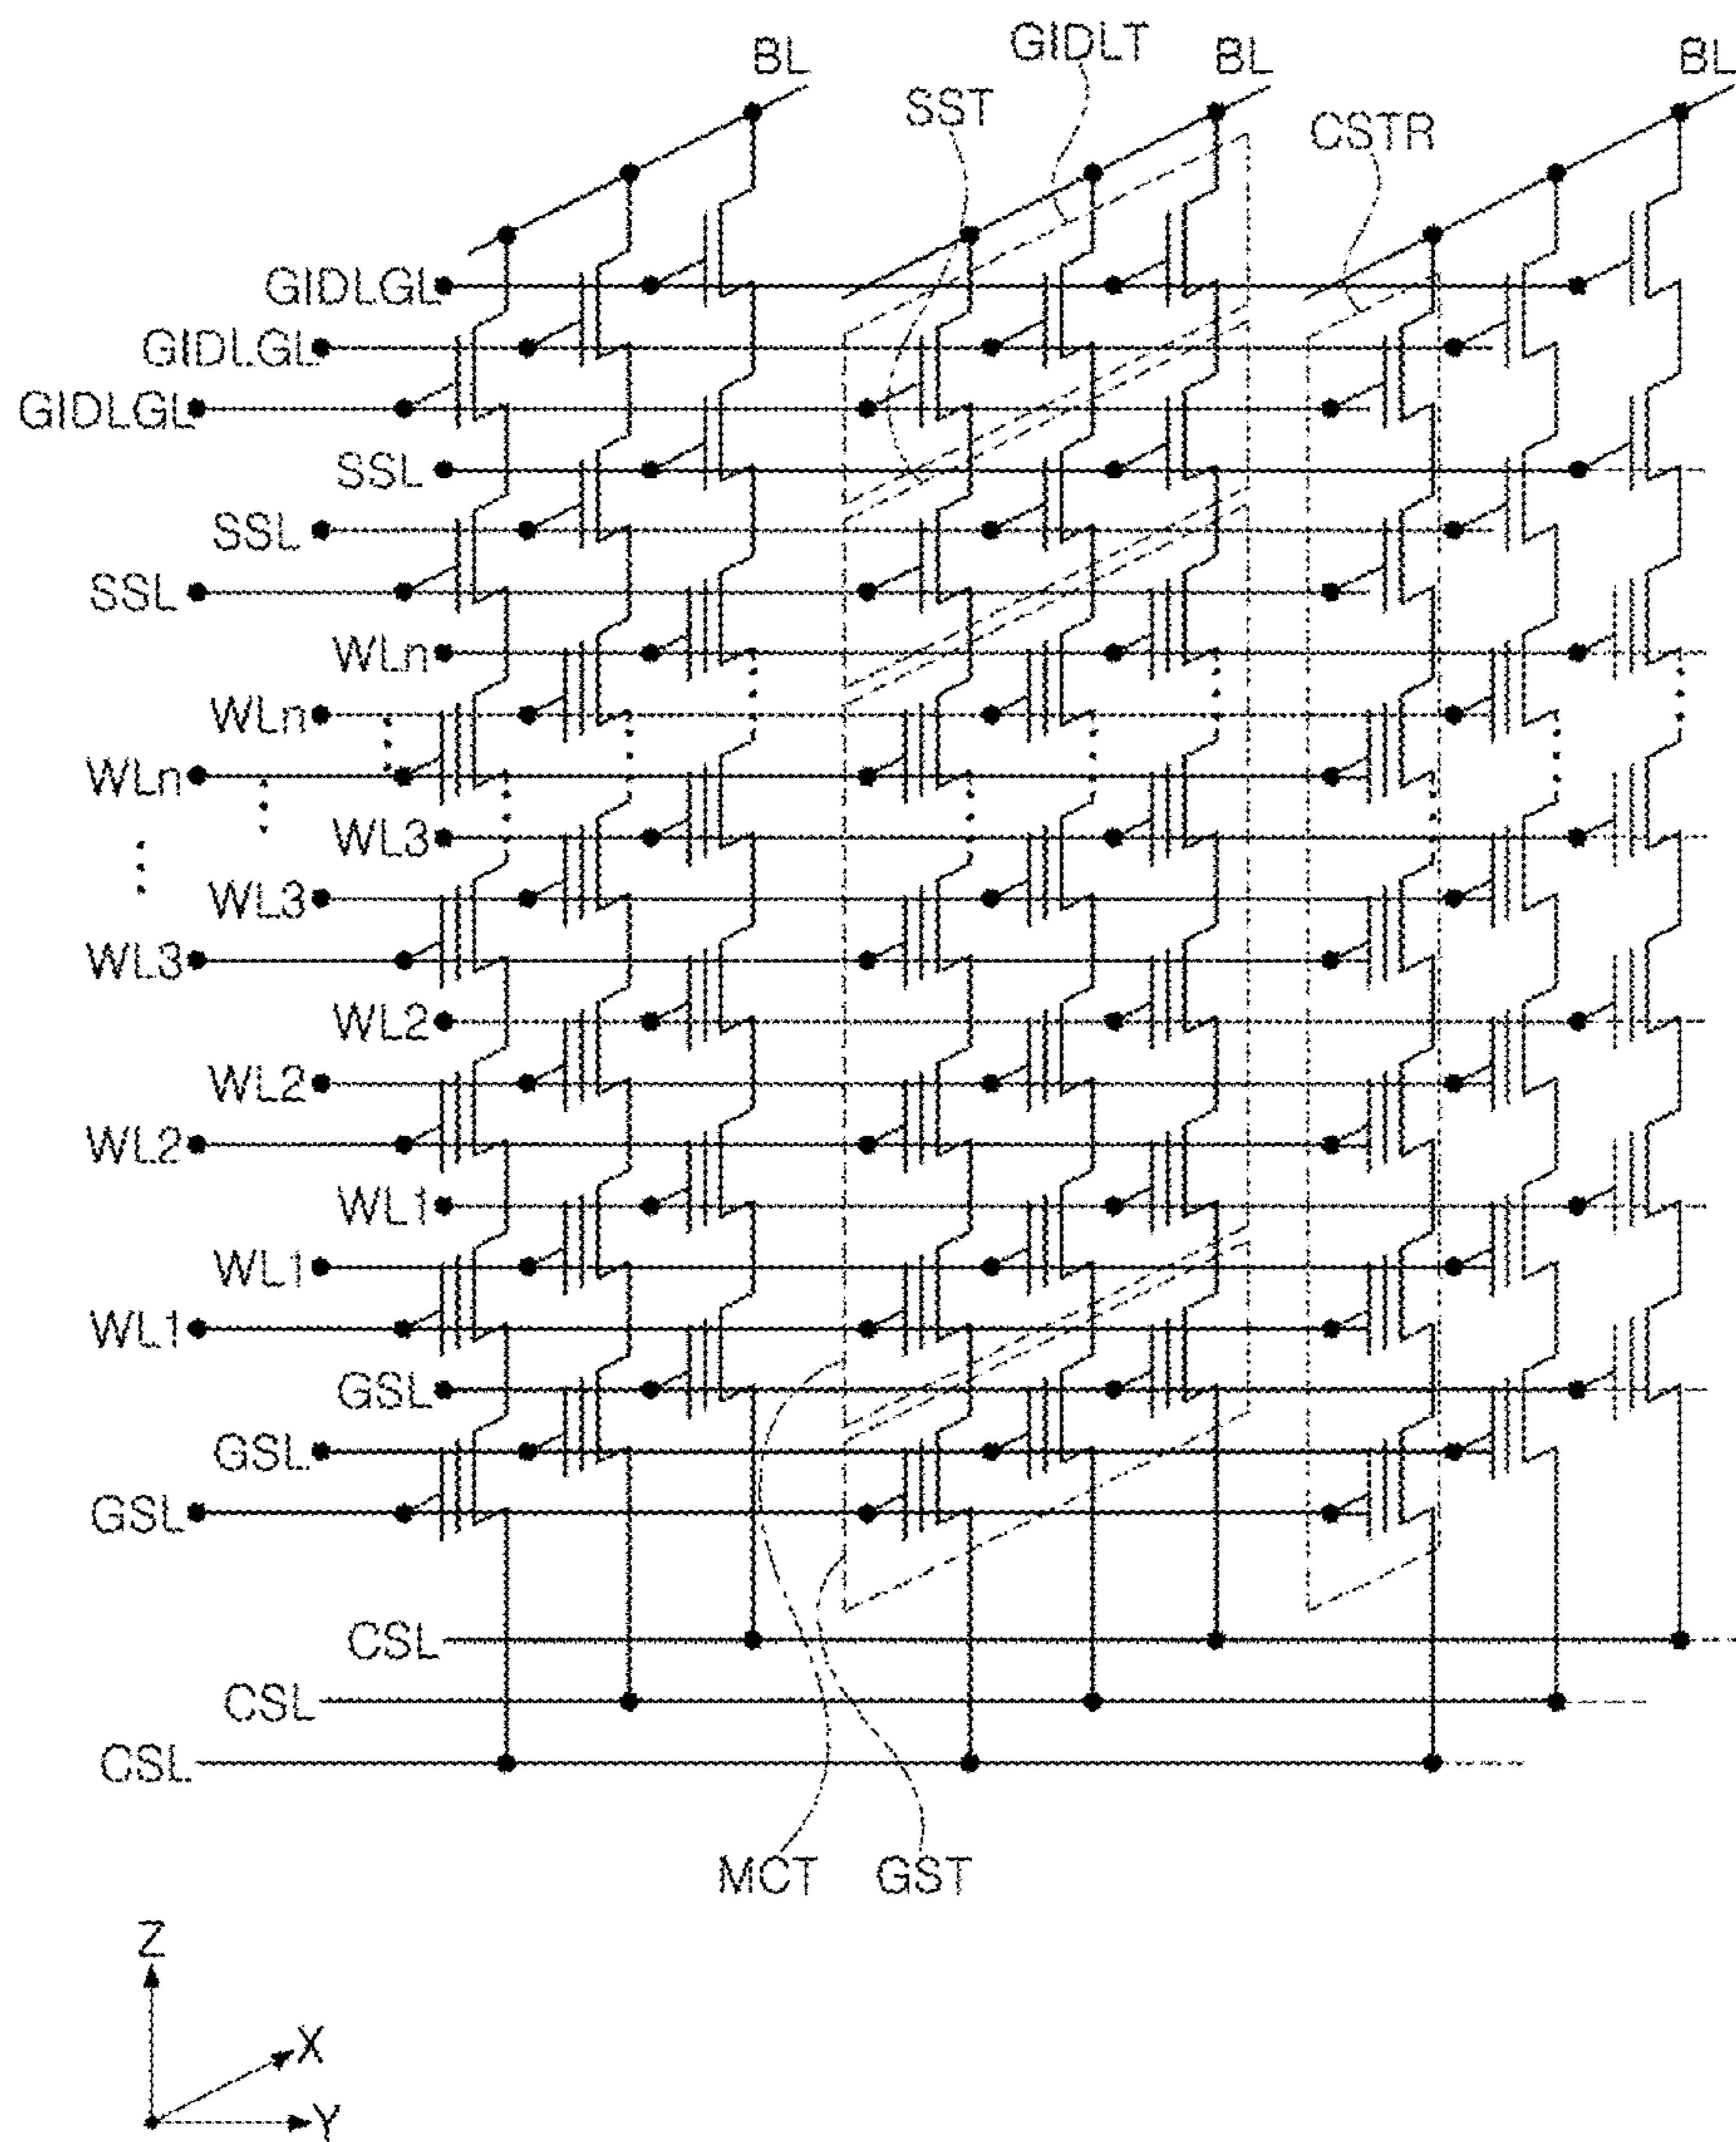 BL GIDLT BL BL
SST CSTR
GIDLGL
GIDLGL
GIDLGL
SSL
SSL
SSL
WLn
WLn
WLn
WL3
WL3
WL3
WL2
WL2
WL2
WL1
WL1
WL1
GSL
GSL
GSL
CSL
CSL
CSL
MCT GST
Z
X
Y